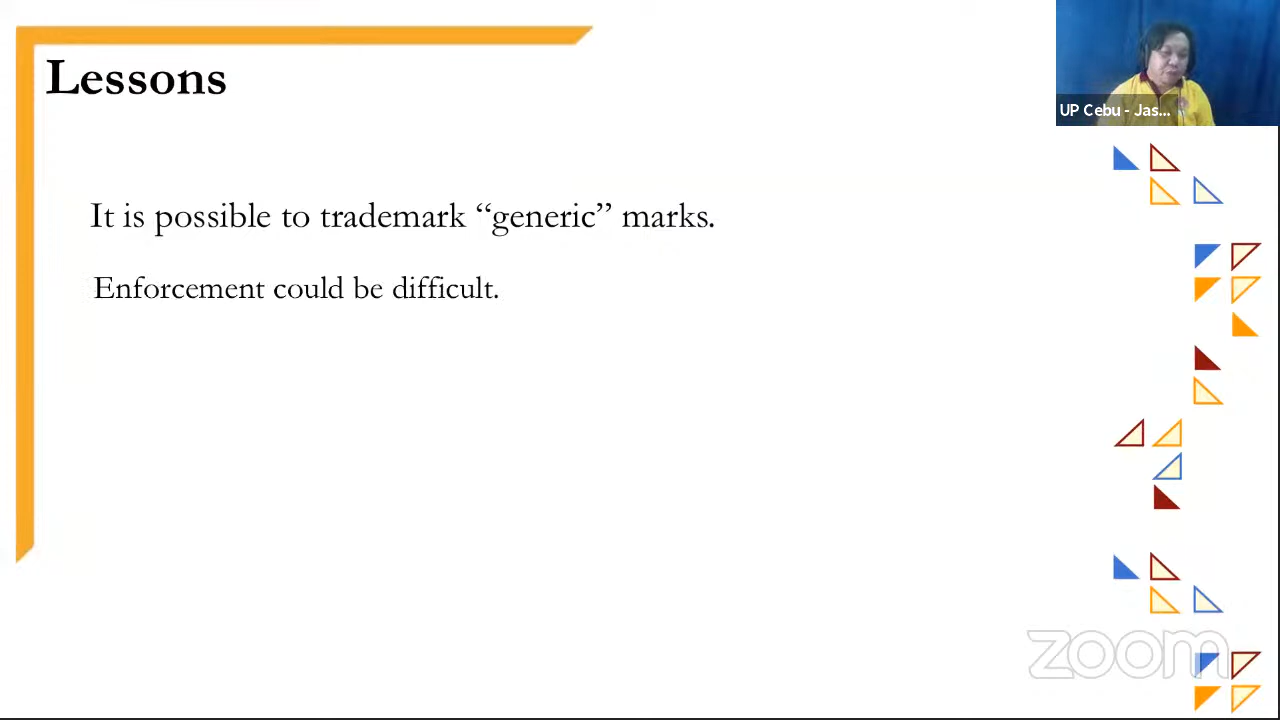 Lessons
UP Cebu - Jas...
It is possible to trademark “generic” marks.
Enforcement could be difficult.
zoom